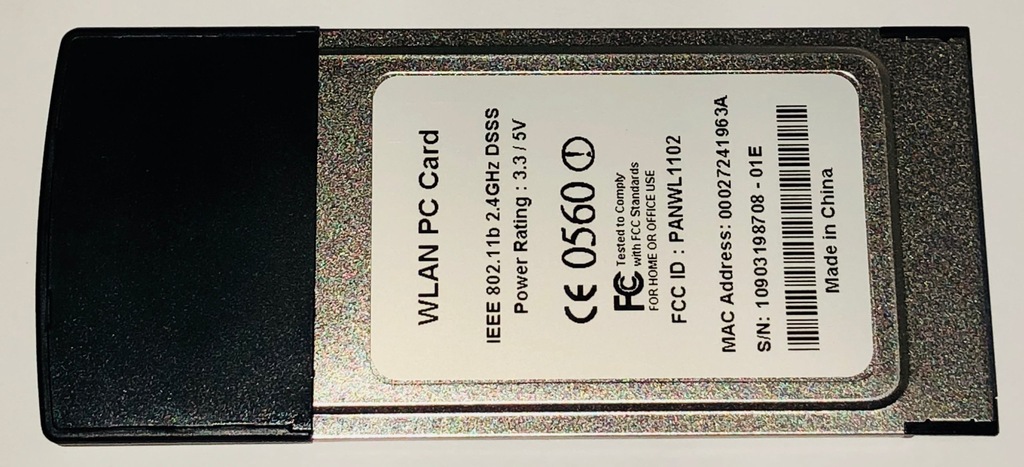 WLAN PC Card
IEEE 802.11b 2.4GHz DSSS
Power Rating : 3.3 / 5V
CE 0560
FC Tested to Comply
with FCC Standards
FOR HOME OR OFFICE USE
FCC ID : PANWL1102
MAC Address: 00027241963A
S/N: 10903198708 - 01E
Made in China